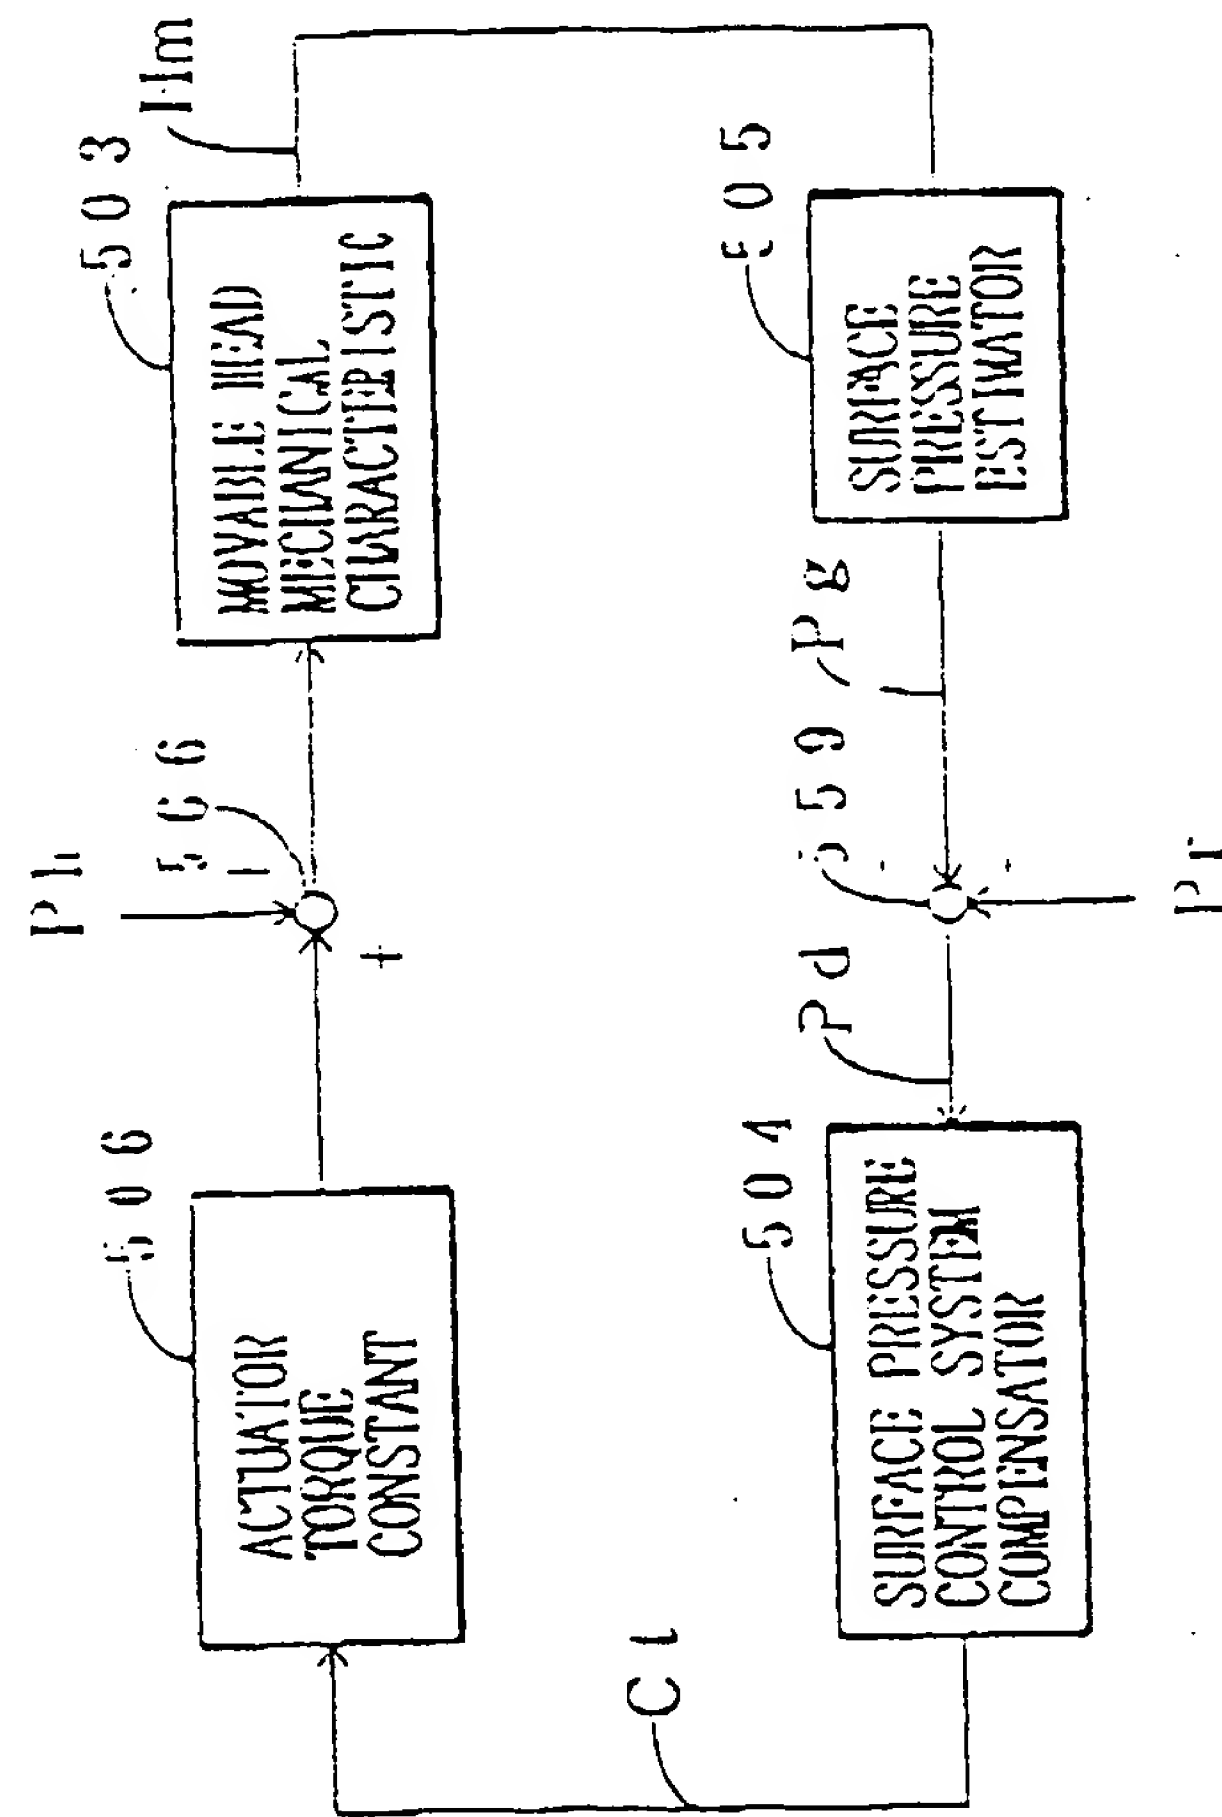 Ph
506
ACTUATOR
TORQUE
CONSTANT
566
+
503
MOVABLE HEAD
MECHANICAL
CHARACTERISTIC
Hm
Ct
504
SURFACE PRESSURE
CONTROL SYSTEM
COMPENSATOR
Pd
559
Pg
505
SURFACE
PRESSURE
ESTIMATOR
Pr